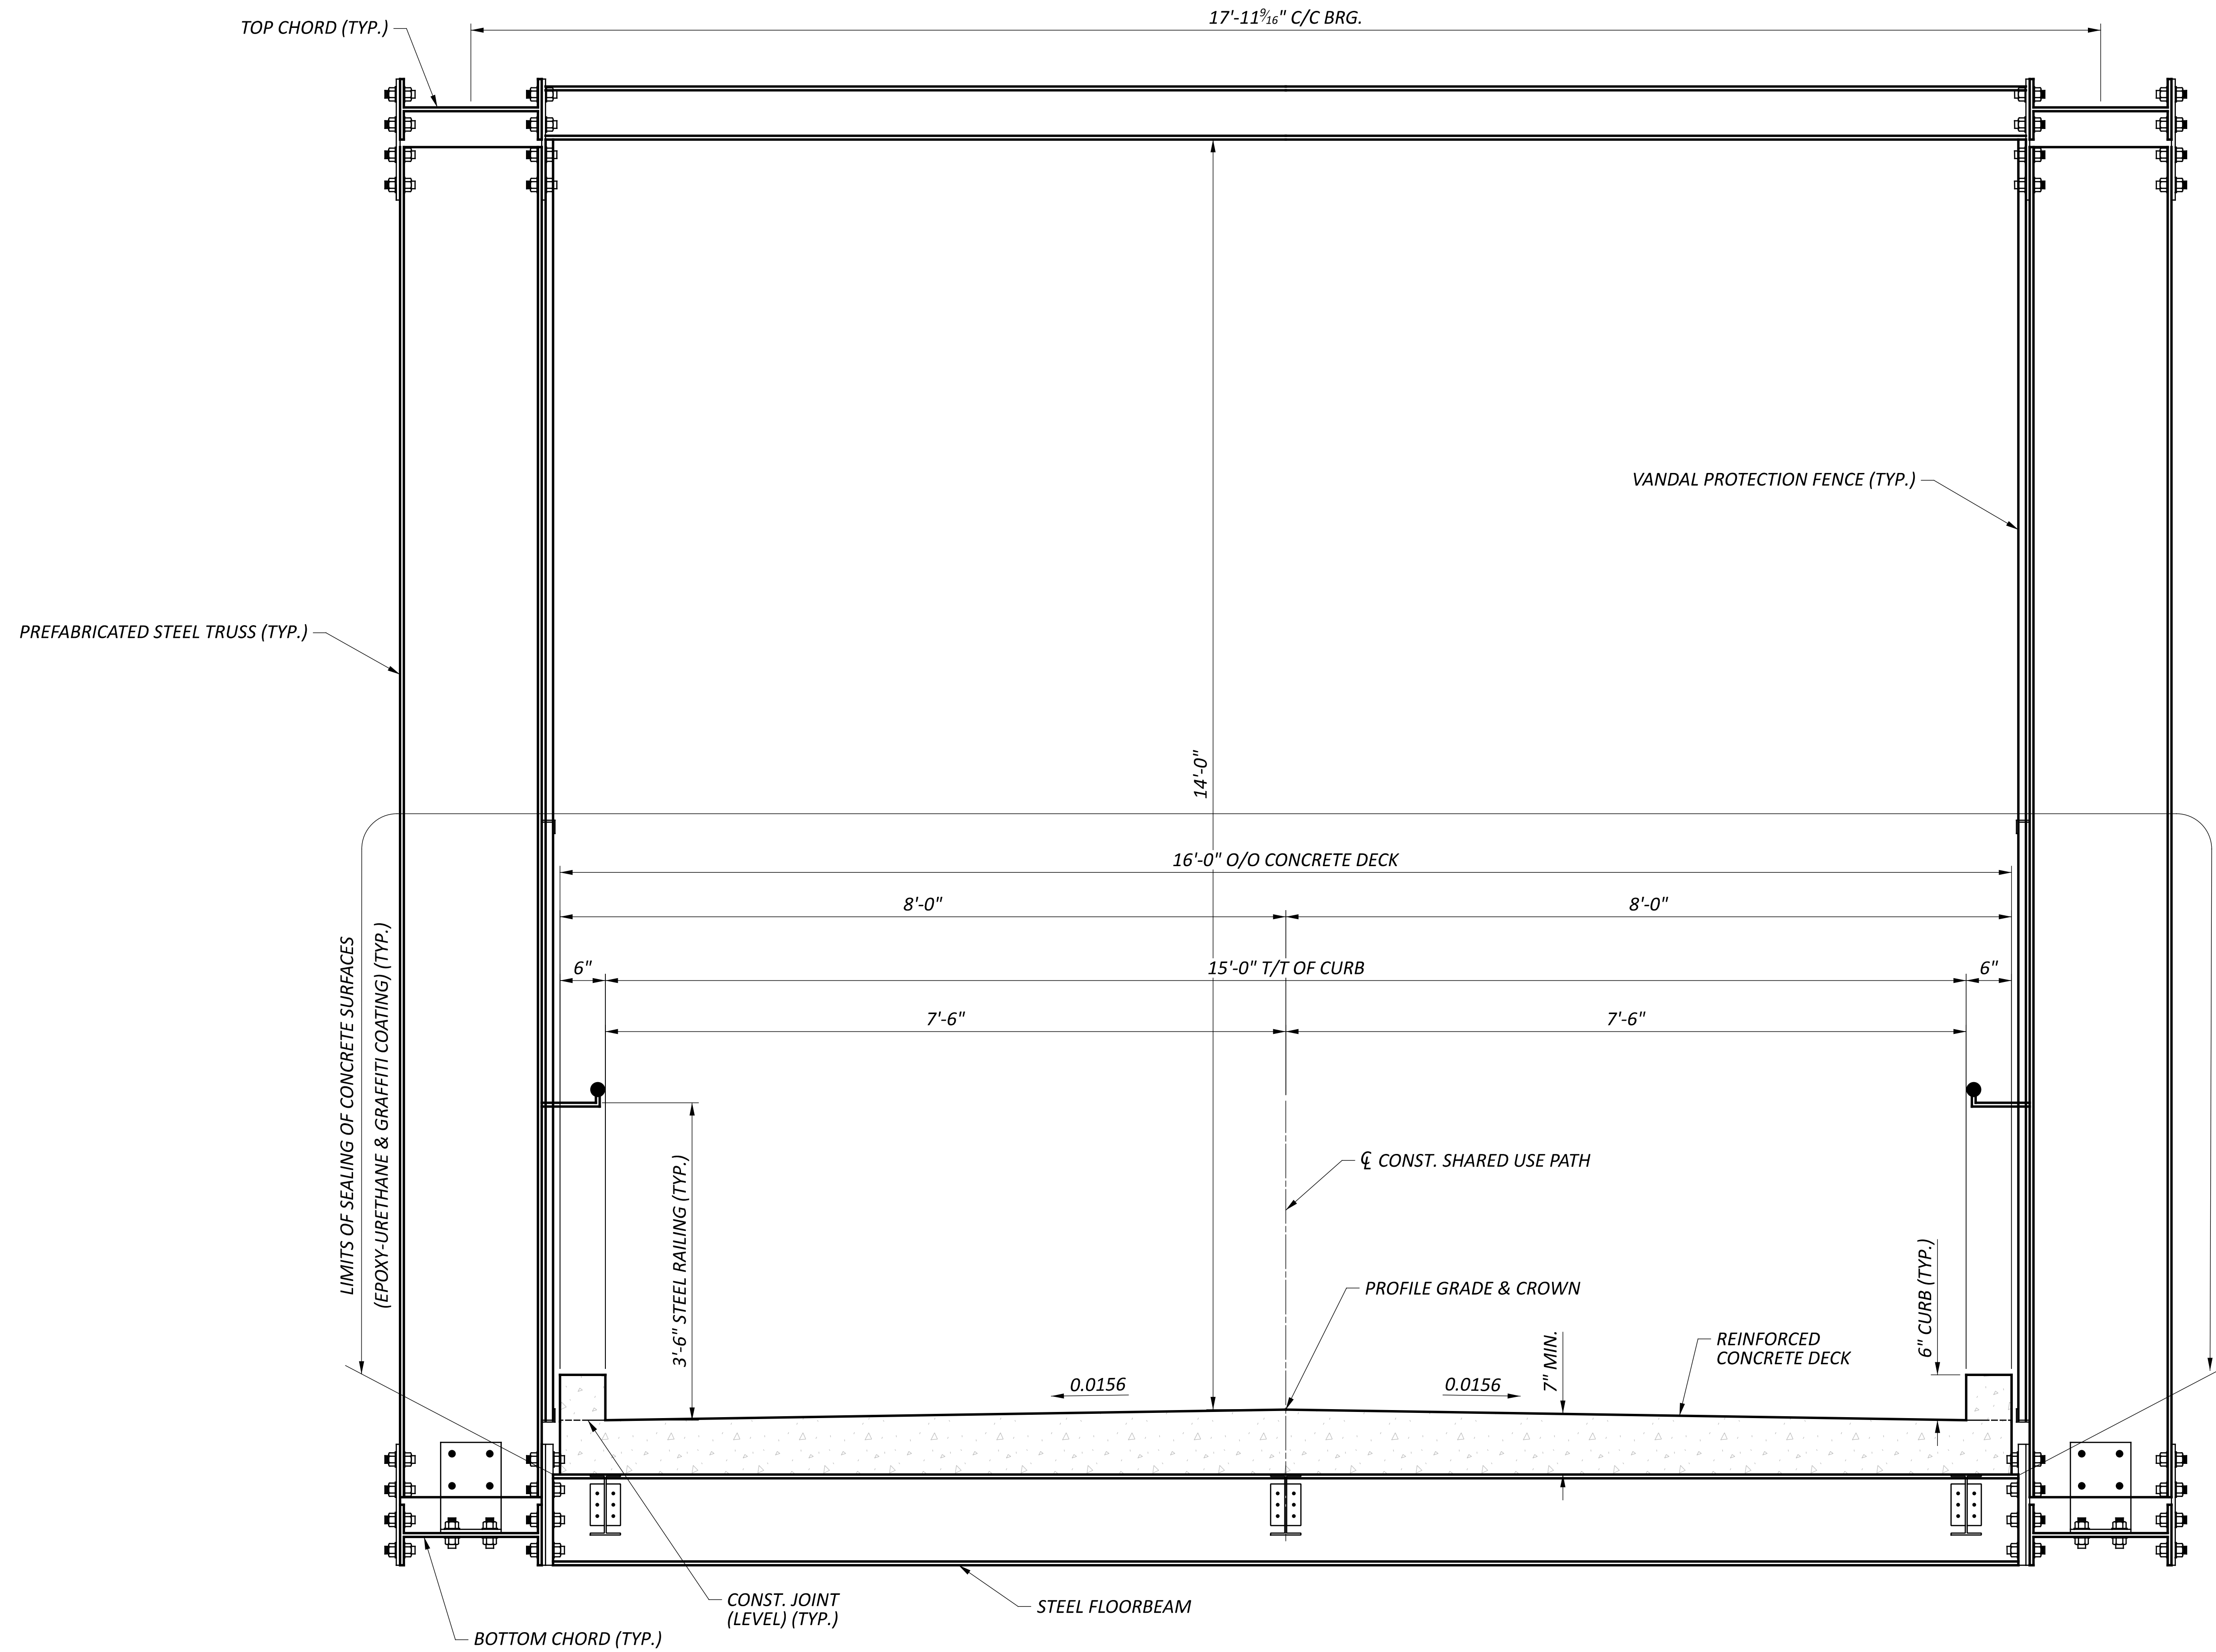 17'-11 9/16" C/C BRG.
TOP CHORD (TYP.)
VANDAL PROTECTION FENCE (TYP.)
PREFABRICATED STEEL TRUSS (TYP.)
14'-0"
16'-0" O/O CONCRETE DECK
8'-0"
8'-0"
6"
15'-0" T/T OF CURB
6"
7'-6"
7'-6"
LIMITS OF SEALING OF CONCRETE SURFACES
(EPOXY-URETHANE & GRAFFITI COATING) (TYP.)
3'-6" STEEL RAILING (TYP.)
℄ CONST. SHARED USE PATH
PROFILE GRADE & CROWN
6" CURB (TYP.)
7" MIN.
REINFORCED
CONCRETE DECK
0.0156
0.0156
CONST. JOINT
(LEVEL) (TYP.)
STEEL FLOORBEAM
BOTTOM CHORD (TYP.)